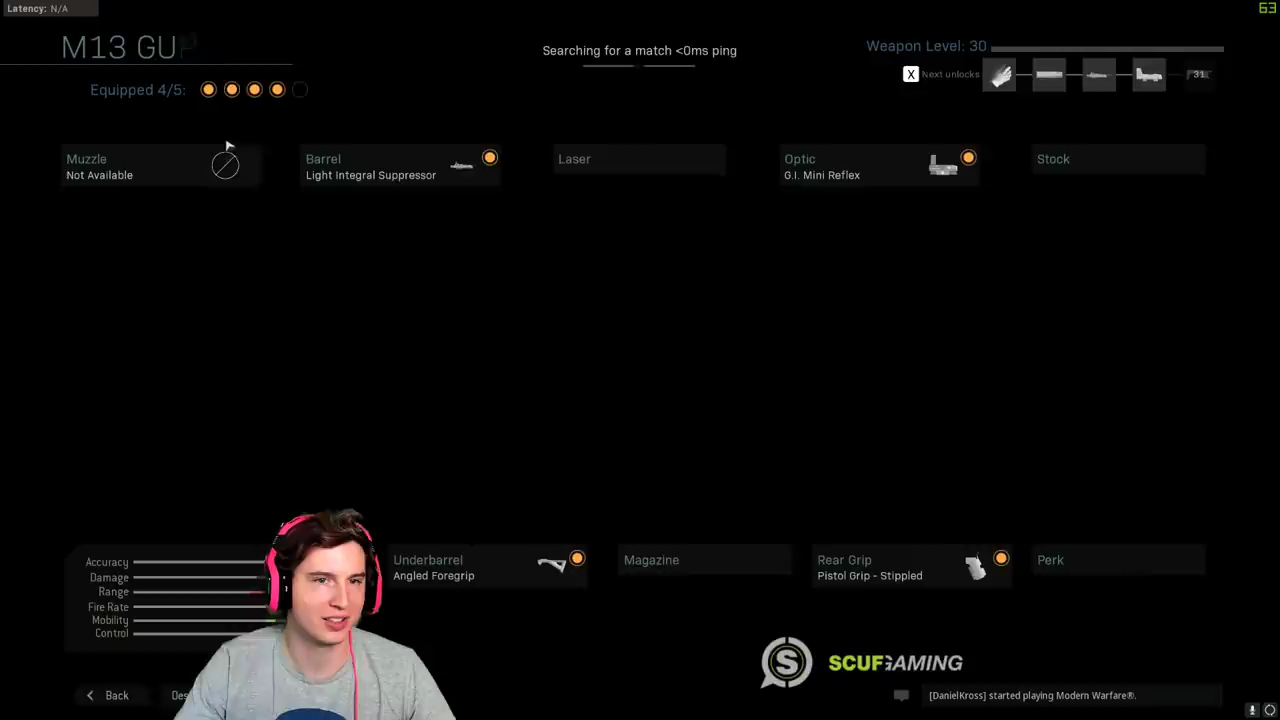 Latency: N/A
63
M13 GU
Searching for a match <0ms ping
Weapon Level: 30
X Next unlocks
31
Equipped 4/5:
Muzzle
Not Available
Barrel
Light Integral Suppressor
Laser
Optic
G.I. Mini Reflex
Stock
Accuracy
Damage
Range
Fire Rate
Mobility
Control
Underbarrel
Angled Foregrip
Magazine
Rear Grip
Pistol Grip - Stippled
Perk
S SCUFGAMING
Back
Des
[DanielKross] started playing Modern Warfare®.